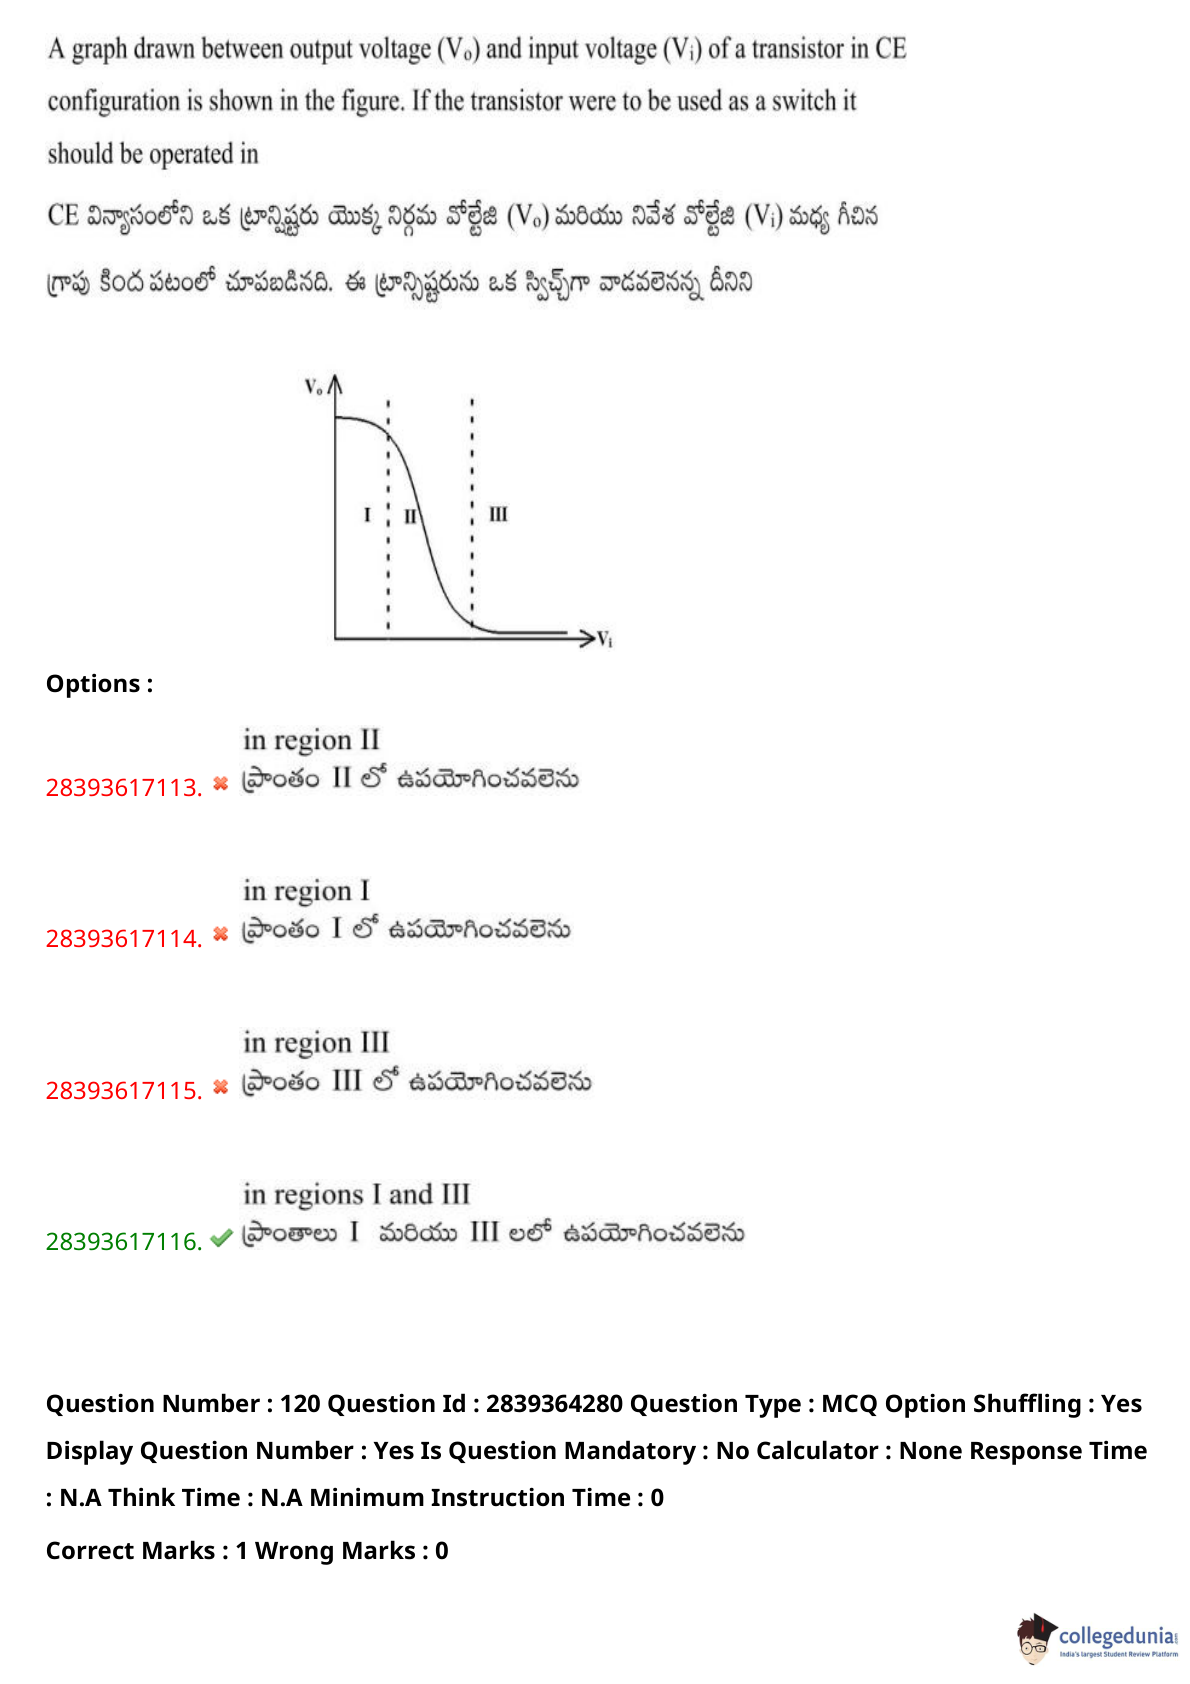 A graph drawn between output voltage (Vₒ) and input voltage (Vᵢ) of a transistor in CE
configuration is shown in the figure. If the transistor were to be used as a switch it
should be operated in
CE విన్యాసంలోని ఒక ట్రాన్షిష్టరు యొక్క నిర్గమ వోల్టేజి (Vₒ) మరియు నివేశ వోల్టేజి (Vᵢ) మధ్య గీచిన
గ్రాపు కింద పటంలో చూపబడినది. ఈ ట్రాన్సిష్టరును ఒక స్విచ్చ్‌గా వాడవలెనన్న దీనిని
Vₒ
I II III
Vᵢ
Options :
in region II
28393617113. ప్రాంతం II లో ఉపయోగించవలెను
in region I
28393617114. ప్రాంతం I లో ఉపయోగించవలెను
in region III
28393617115. ప్రాంతం III లో ఉపయోగించవలెను
in regions I and III
28393617116. ప్రాంతాలు I మరియు III లలో ఉపయోగించవలెను
Question Number : 120 Question Id : 2839364280 Question Type : MCQ Option Shuffling : Yes
Display Question Number : Yes Is Question Mandatory : No Calculator : None Response Time
: N.A Think Time : N.A Minimum Instruction Time : 0
Correct Marks : 1 Wrong Marks : 0
collegedunia
India's largest Student Review Platform